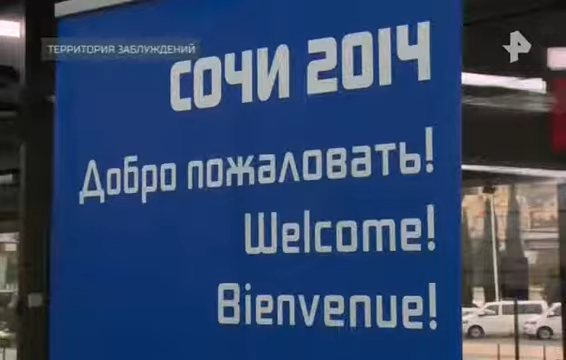 ТЕРРИТОРИЯ ЗАБЛУЖДЕНИЙ
СОЧИ 2014
Добро пожаловать!
Welcome!
Bienvenue!